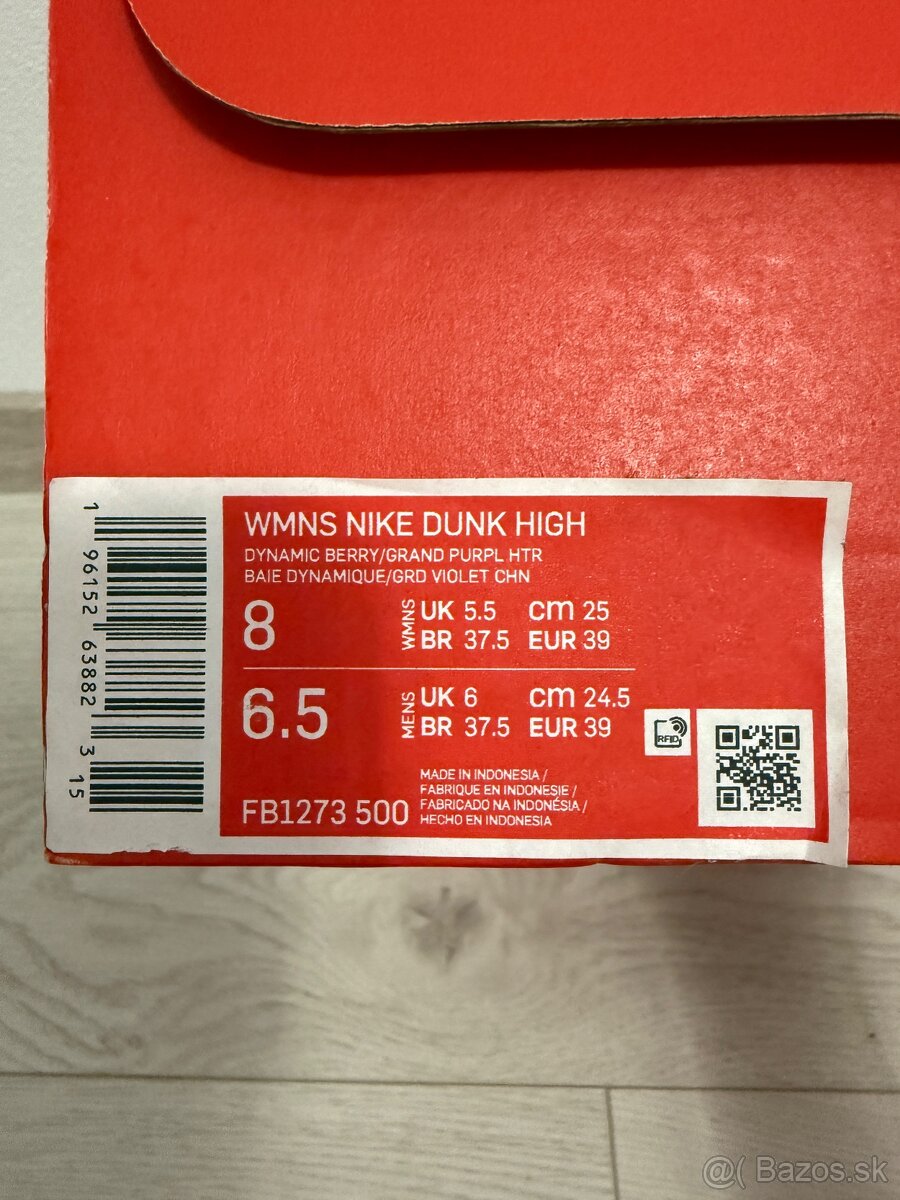 WMNS NIKE DUNK HIGH
DYNAMIC BERRY/GRAND PURPL HTR
BAIE DYNAMIQUE/GRD VIOLET CHN
8 WMNS UK 5.5 cm 25
BR 37.5 EUR 39
6.5 MENS UK 6 cm 24.5
BR 37.5 EUR 39
RFID
FB1273 500
MADE IN INDONESIA /
FABRIQUE EN INDONESIE /
FABRICADO NA INDONÉSIA /
HECHO EN INDONESIA
1 96152 63882 3 15
@( Bazos.sk